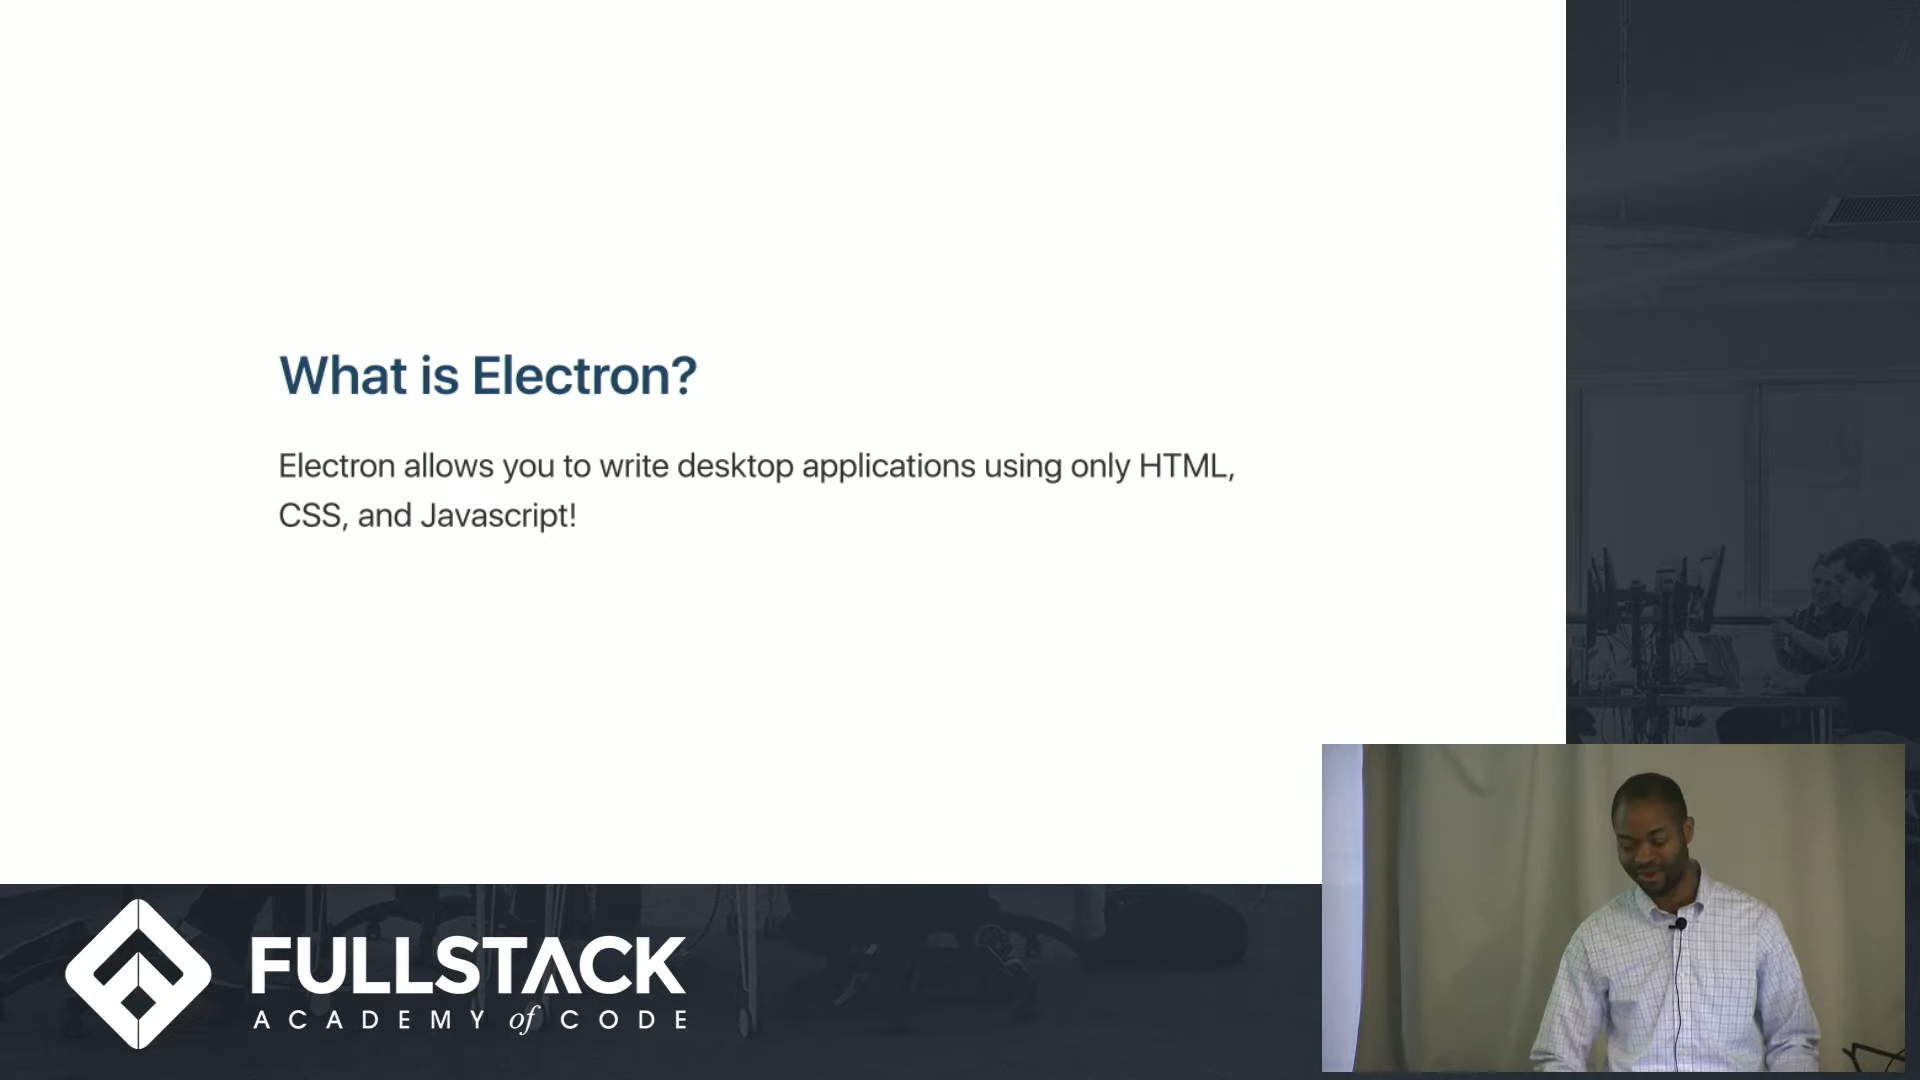 What is Electron?
Electron allows you to write desktop applications using only HTML,
CSS, and Javascript!
FULLSTACK
ACADEMY of CODE